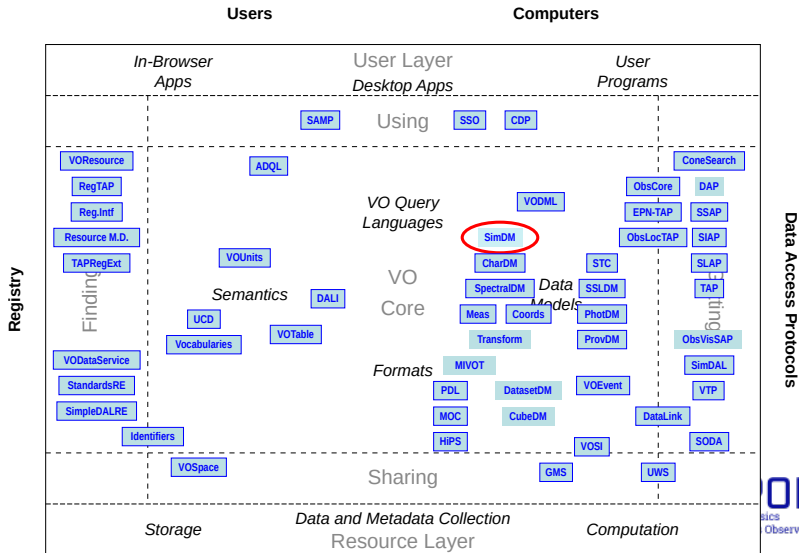 Users
Computers
In-Browser
Apps
User Layer
Desktop Apps
User
Programs
SAMP
Using
SSO
CDP
VOResource
RegTAP
Reg.Intf
Resource M.D.
TAPRegExt
Finding
VODataService
StandardsRE
SimpleDALRE
Identifiers
Registry
ADQL
VOUnits
Semantics
DALI
UCD
VOTable
Vocabularies
VO Query
Languages
VO
Core
Formats
VODML
SimDM
CharDM
SpectralDM
Meas
Coords
Transform
MIVOT
PDL
DatasetDM
MOC
CubeDM
HiPS
Data
Models
STC
SSLDM
PhotDM
ProvDM
VOEvent
VOSI
ObsCore
EPN-TAP
ObsLocTAP
DataLink
ConeSearch
DAP
SSAP
SIAP
SLAP
TAP
ObsVisSAP
SimDAL
VTP
SODA
Data Access Protocols
VOSpace
Sharing
GMS
UWS
Storage
Data and Metadata Collection
Resource Layer
Computation